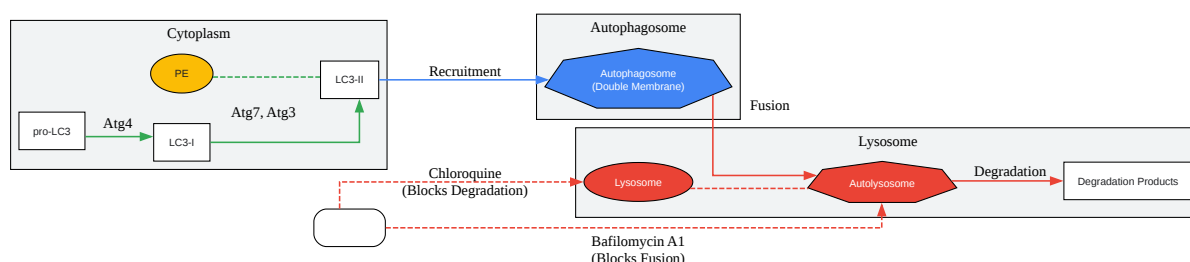 Cytoplasm
PE
LC3-II
pro-LC3
Atg4
LC3-I
Atg7, Atg3
Recruitment
Autophagosome
Autophagosome
(Double Membrane)
Fusion
Lysosome
Lysosome
Autolysosome
Degradation
Degradation Products
Chloroquine
(Blocks Degradation)
Bafilomycin A1
(Blocks Fusion)